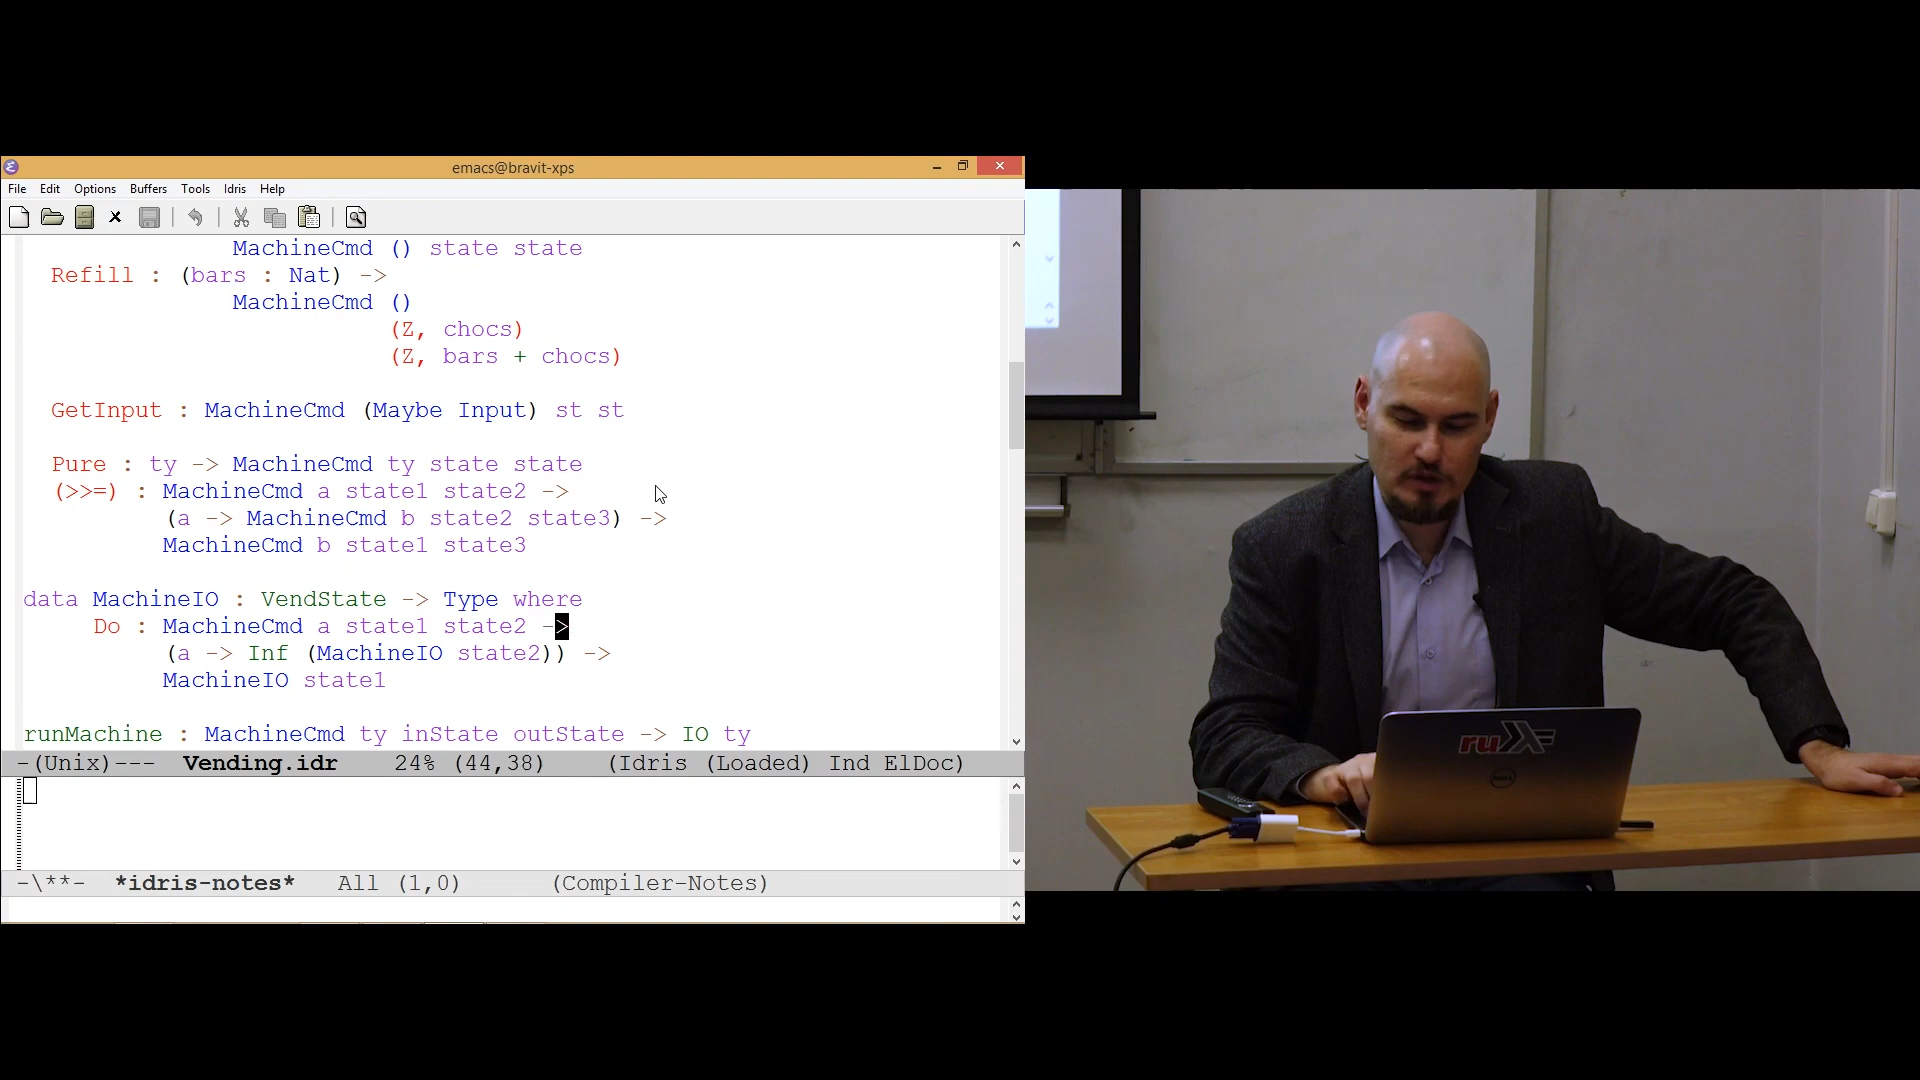 emacs@bravit-xps
File Edit Options Buffers Tools Idris Help
MachineCmd () state state
Refill : (bars : Nat) ->
MachineCmd ()
(Z, chocs)
(Z, bars + chocs)
GetInput : MachineCmd (Maybe Input) st st
Pure : ty -> MachineCmd ty state state
(>>=) : MachineCmd a state1 state2 ->
(a -> MachineCmd b state2 state3) ->
MachineCmd b state1 state3
data MachineIO : VendState -> Type where
Do : MachineCmd a state1 state2 ->
(a -> Inf (MachineIO state2)) ->
MachineIO state1
runMachine : MachineCmd ty inState outState -> IO ty
-(Unix)--- Vending.idr 24% (44,38) (Idris (Loaded) Ind ElDoc)
-\**- *idris-notes* All (1,0) (Compiler-Notes)
DELL